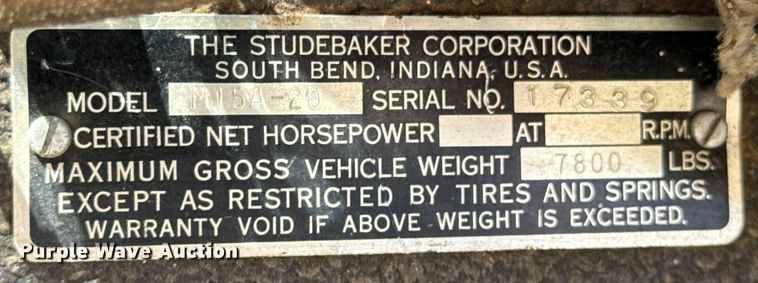 THE STUDEBAKER CORPORATION
SOUTH BEND, INDIANA, U.S.A.
MODEL M15A-20 SERIAL NO. 17339
CERTIFIED NET HORSEPOWER AT R.P.M.
MAXIMUM GROSS VEHICLE WEIGHT 7800 LBS.
EXCEPT AS RESTRICTED BY TIRES AND SPRINGS.
WARRANTY VOID IF ABOVE WEIGHT IS EXCEEDED.
Purple Wave Auction